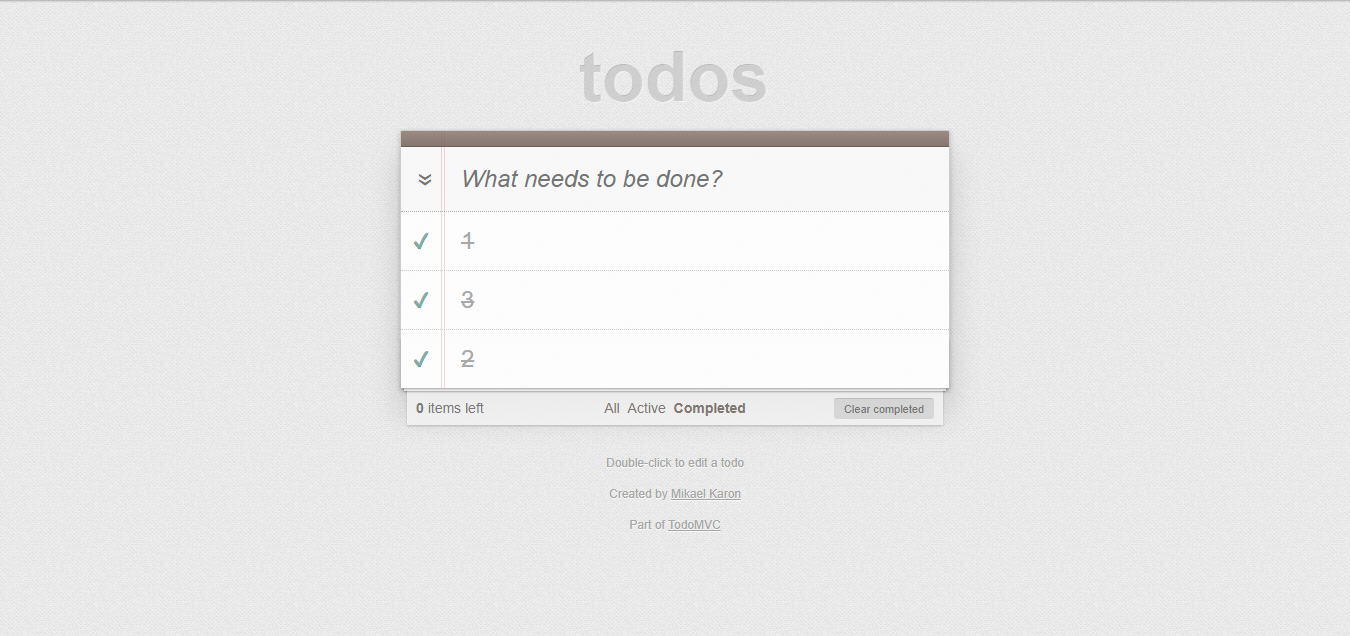 todos
What needs to be done?
1
3
2
0 items left All Active Completed Clear completed
Double-click to edit a todo
Created by Mikael Karon
Part of TodoMVC